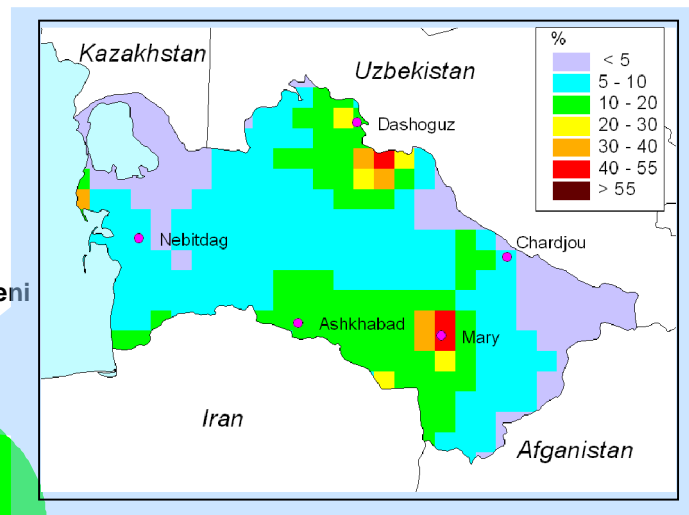 Kazakhstan
Uzbekistan
%
< 5
5 - 10
10 - 20
20 - 30
30 - 40
40 - 55
> 55
Dashoguz
Chardjou
Nebitdag
eni
Ashkhabad
Mary
Iran
Afganistan